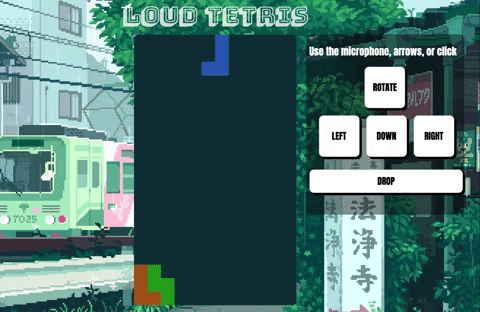 LOUD TETRIS
Use the microphone, arrows, or click
ROTATE
LEFT
DOWN
RIGHT
DROP
7025
法浄寺